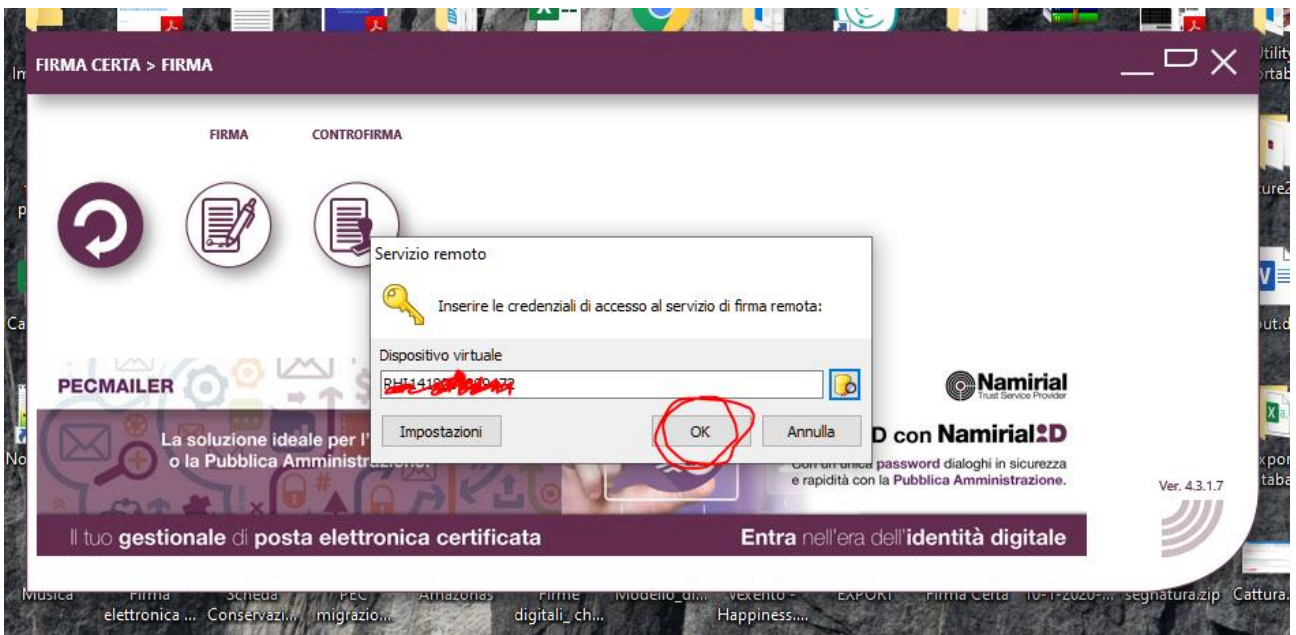 Utility
FIRMA CERTA > FIRMA
FIRMA CONTROFIRMA
Servizio remoto
Inserire le credenziali di accesso al servizio di firma remota:
Dispositivo virtuale
Impostazioni OK Annulla
PECMAILER
La soluzione ideale per l'
o la Pubblica Amministrazione.
Namirial
Trust Service Provider
D con NamirialID
Con un'unica password dialoghi in sicurezza
e rapidità con la Pubblica Amministrazione.
Ver. 4.3.1.7
Il tuo gestionale di posta elettronica certificata
Entra nell'era dell'identità digitale
Musica Firma Scheda PEC Amazonas Firme Modello_di... Vexento - EXPORT Firma Certa 10-1-2020-... segnatura.zip Cattura.
elettronica ... Conservazi... migrazio... digitali_ ch... Happiness....